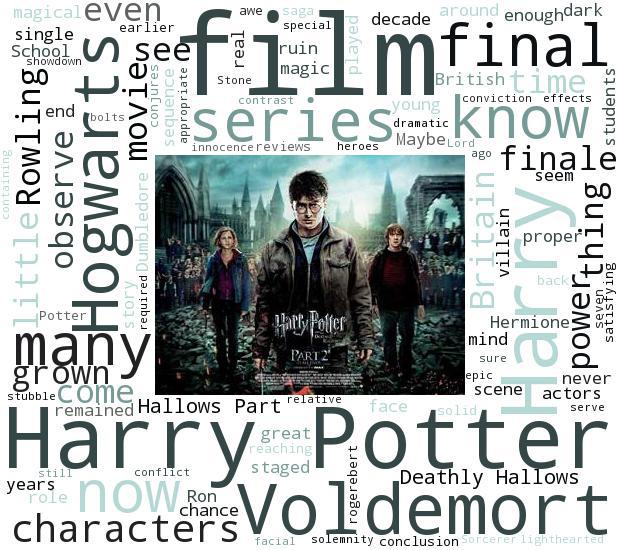 magical
even
earlier
awe
saga
special
decade
around
enough
dark
single
School
showdown
see
film
real
ruin
magic
Stone
played
final
British
time
Rowling
Hogwarts
movie
conjures
sequence
appropriate
contrast
series
young
conviction
effects
know
students
dramatic
Maybe
Lord
innocence
reviews
heroes
ago
finale
end
bolts
observe
containing
little
Dumbledore
story
required
Potter
seem
Britain
villain
proper
Harry
thing
back
power
seven
satisfying
Hermione
mind
sure
Harry Potter
PART 2
many
grown
come
stubble
remained
Hallows Part
relative
epic
scene
never
actors
serve
face
solid
Harry Potter
great
reaching
staged
still
conflict
years
role
now
Ron
chance
characters
Voldemort
rogerebert
Deathly Hallows
facial
solemnity
conclusion
Sorcerer
lighthearted